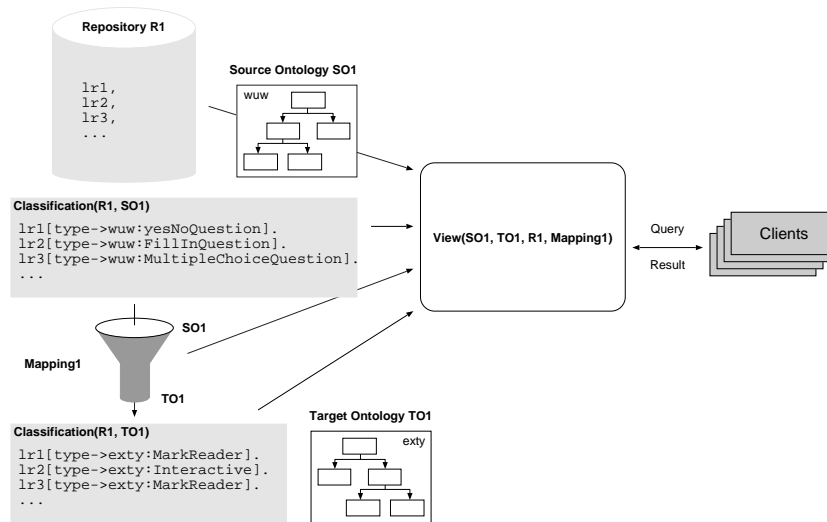 Repository R1
lr1,
lr2,
lr3,
...
Source Ontology SO1
wuw
Classification(R1, SO1)
lr1[type->wuw:yesNoQuestion].
lr2[type->wuw:FillInQuestion].
lr3[type->wuw:MultipleChoiceQuestion].
...
View(SO1, TO1, R1, Mapping1)
Query
Result
Clients
SO1
Mapping1
TO1
Classification(R1, TO1)
lr1[type->exty:MarkReader].
lr2[type->exty:Interactive].
lr3[type->exty:MarkReader].
...
Target Ontology TO1
exty